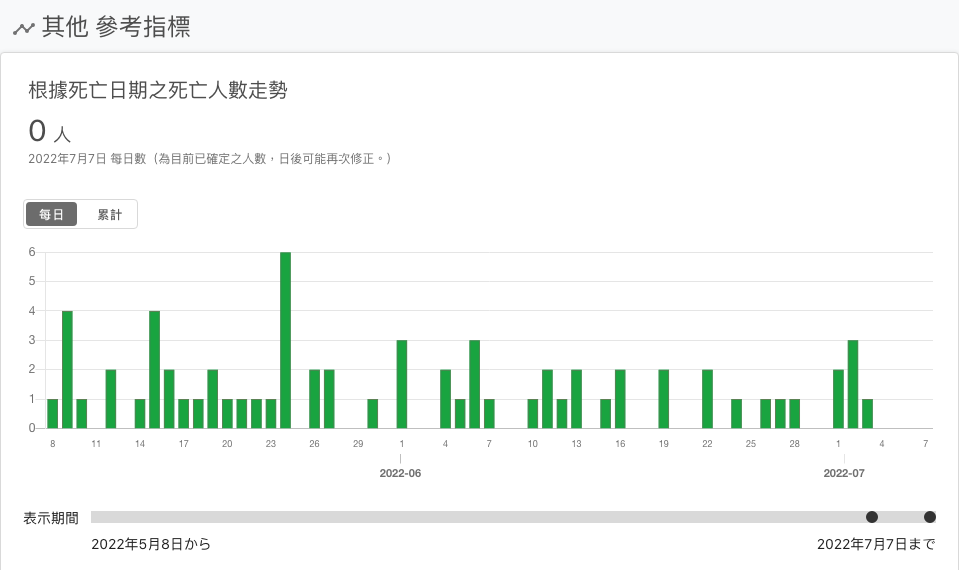 其他 參考指標
根據死亡日期之死亡人數走勢
0 人
2022年7月7日 每日數（為目前已確定之人數，日後可能再次修正。）
每日 累計
6
5
4
3
2
1
0
8 11 14 17 20 23 26 29 1 4 7 10 13 16 19 22 25 28 1 4 7
2022-06 2022-07
表示期間
2022年5月8日から 2022年7月7日まで